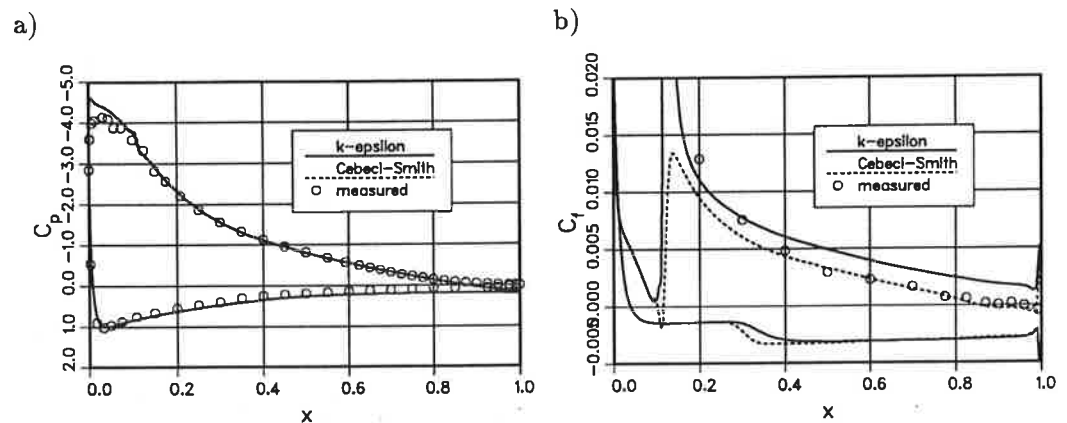 a)
b)
-5.0
-4.0
-3.0
-2.0
-1.0
0.0
1.0
2.0
Cp
k-epsilon
Cebeci-Smith
measured
0.0 0.2 0.4 0.6 0.8 1.0
x
0.020
0.015
0.010
0.005
-0.000
-0.005
Cf
k-epsilon
Cebeci-Smith
measured
0.0 0.2 0.4 0.6 0.8 1.0
x